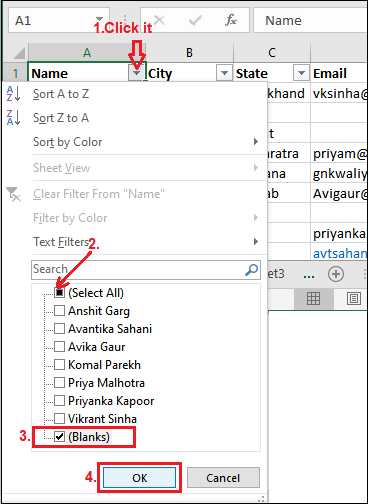 A1
Name
1.Click it
A B C
1 Name City State Email
Sort A to Z
Sort Z to A
Sort by Color
Sheet View
Clear Filter From "Name"
Filter by Color
Text Filters
2.
Search
(Select All)
Anshit Garg
Avantika Sahani
Avika Gaur
Komal Parekh
Priya Malhotra
Priyanka Kapoor
Vikrant Sinha
3. (Blanks)
4. OK Cancel
khand vksinha@
t
aratra priyam@
ana gnkwaliy
ab Avigaur@
priyanka
avtsahan
et3 ...